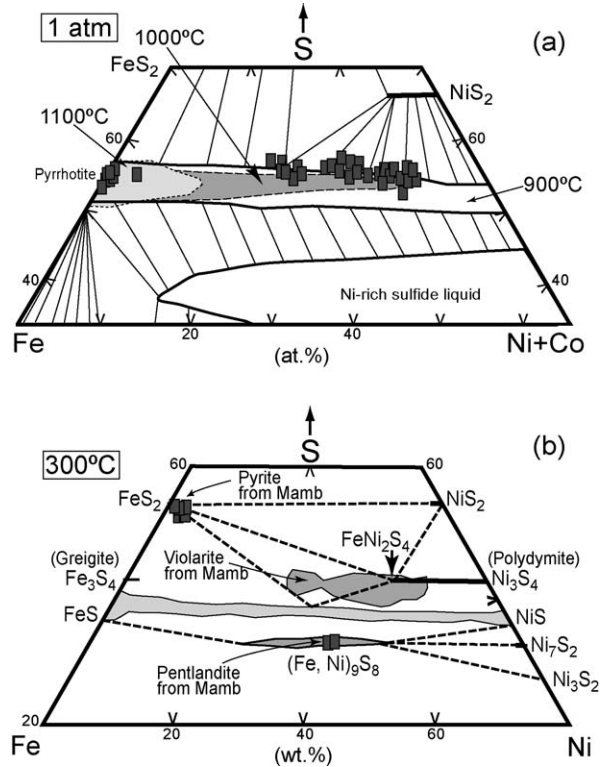 1 atm
S
(a)
1000ºC
FeS2
NiS2
1100ºC
60
60
Pyrrhotite
900ºC
40
40
Ni-rich sulfide liquid
Fe
20
40
Ni+Co
(at.%)
(b)
S
300ºC
60
60
FeS2
Pyrite
from Mamb
NiS2
FeNi2S4
(Greigite)
Violarite
from Mamb
(Polydymite)
Fe3S4
Ni3S4
FeS
NiS
Ni7S2
Pentlandite
from Mamb
(Fe, Ni)9S8
Ni3S2
20
Fe
20
40
60
Ni
(wt.%)